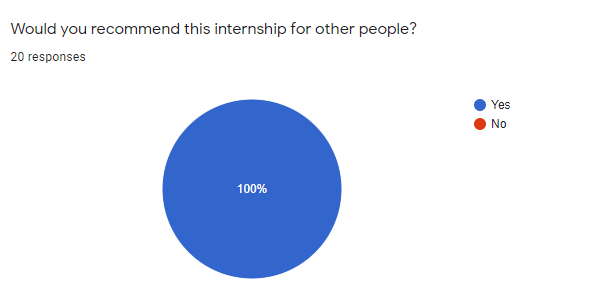 Would you recommend this internship for other people?
20 responses
Yes
No
100%